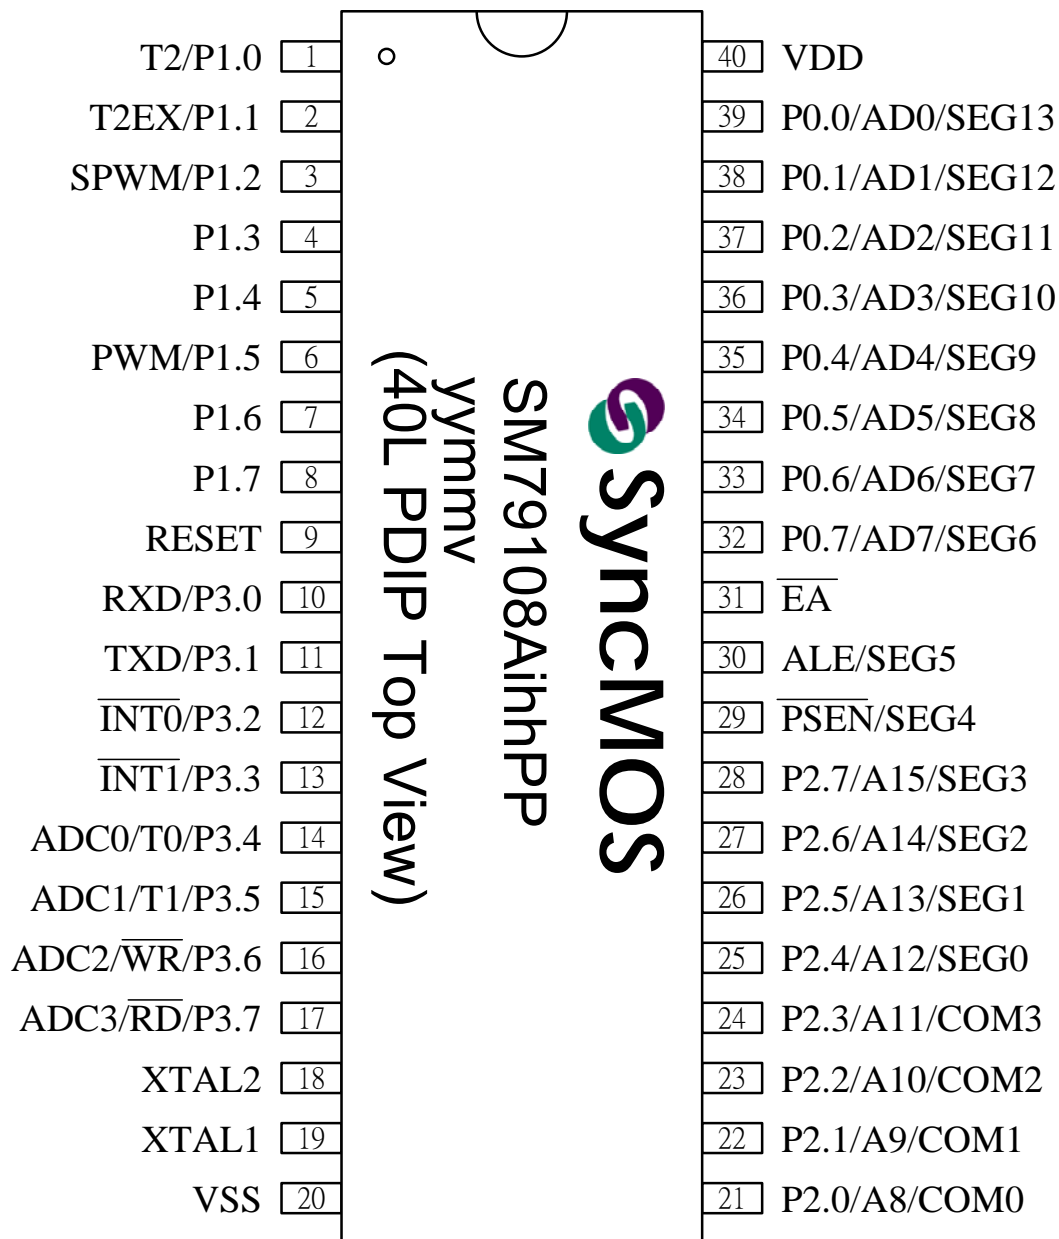 T2/P1.0 1
T2EX/P1.1 2
SPWM/P1.2 3
P1.3 4
P1.4 5
PWM/P1.5 6
P1.6 7
P1.7 8
RESET 9
RXD/P3.0 10
TXD/P3.1 11
I̅N̅T̅0̅/P3.2 12
I̅N̅T̅1̅/P3.3 13
ADC0/T0/P3.4 14
ADC1/T1/P3.5 15
ADC2/W̅R̅/P3.6 16
ADC3/R̅D̅/P3.7 17
XTAL2 18
XTAL1 19
VSS 20
SyncMOS
SM79108AihhPP
yymmv
(40L PDIP Top View)
40 VDD
39 P0.0/AD0/SEG13
38 P0.1/AD1/SEG12
37 P0.2/AD2/SEG11
36 P0.3/AD3/SEG10
35 P0.4/AD4/SEG9
34 P0.5/AD5/SEG8
33 P0.6/AD6/SEG7
32 P0.7/AD7/SEG6
31 E̅A̅
30 ALE/SEG5
29 P̅S̅E̅N̅/SEG4
28 P2.7/A15/SEG3
27 P2.6/A14/SEG2
26 P2.5/A13/SEG1
25 P2.4/A12/SEG0
24 P2.3/A11/COM3
23 P2.2/A10/COM2
22 P2.1/A9/COM1
21 P2.0/A8/COM0